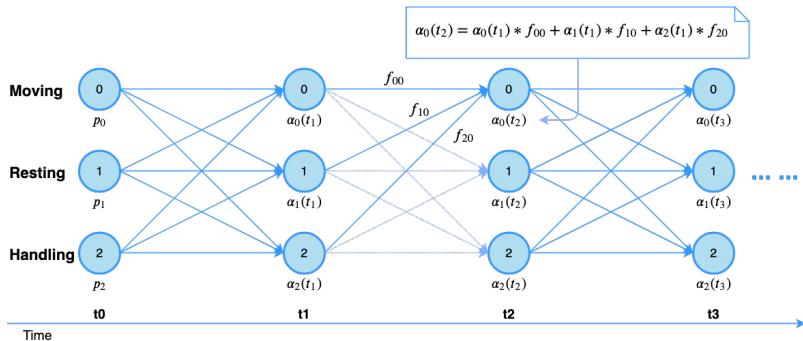 α₀(t₂) = α₀(t₁) ∗ f₀₀ + α₁(t₁) ∗ f₁₀ + α₂(t₁) ∗ f₂₀
Moving 0 0 f₀₀ 0 0
p₀ α₀(t₁) f₁₀ α₀(t₂) α₀(t₃)
f₂₀
Resting 1 1 1 1 ... ...
p₁ α₁(t₁) α₁(t₂) α₁(t₃)
Handling 2 2 2 2
p₂ α₂(t₁) α₂(t₂) α₂(t₃)
t0 t1 t2 t3
Time